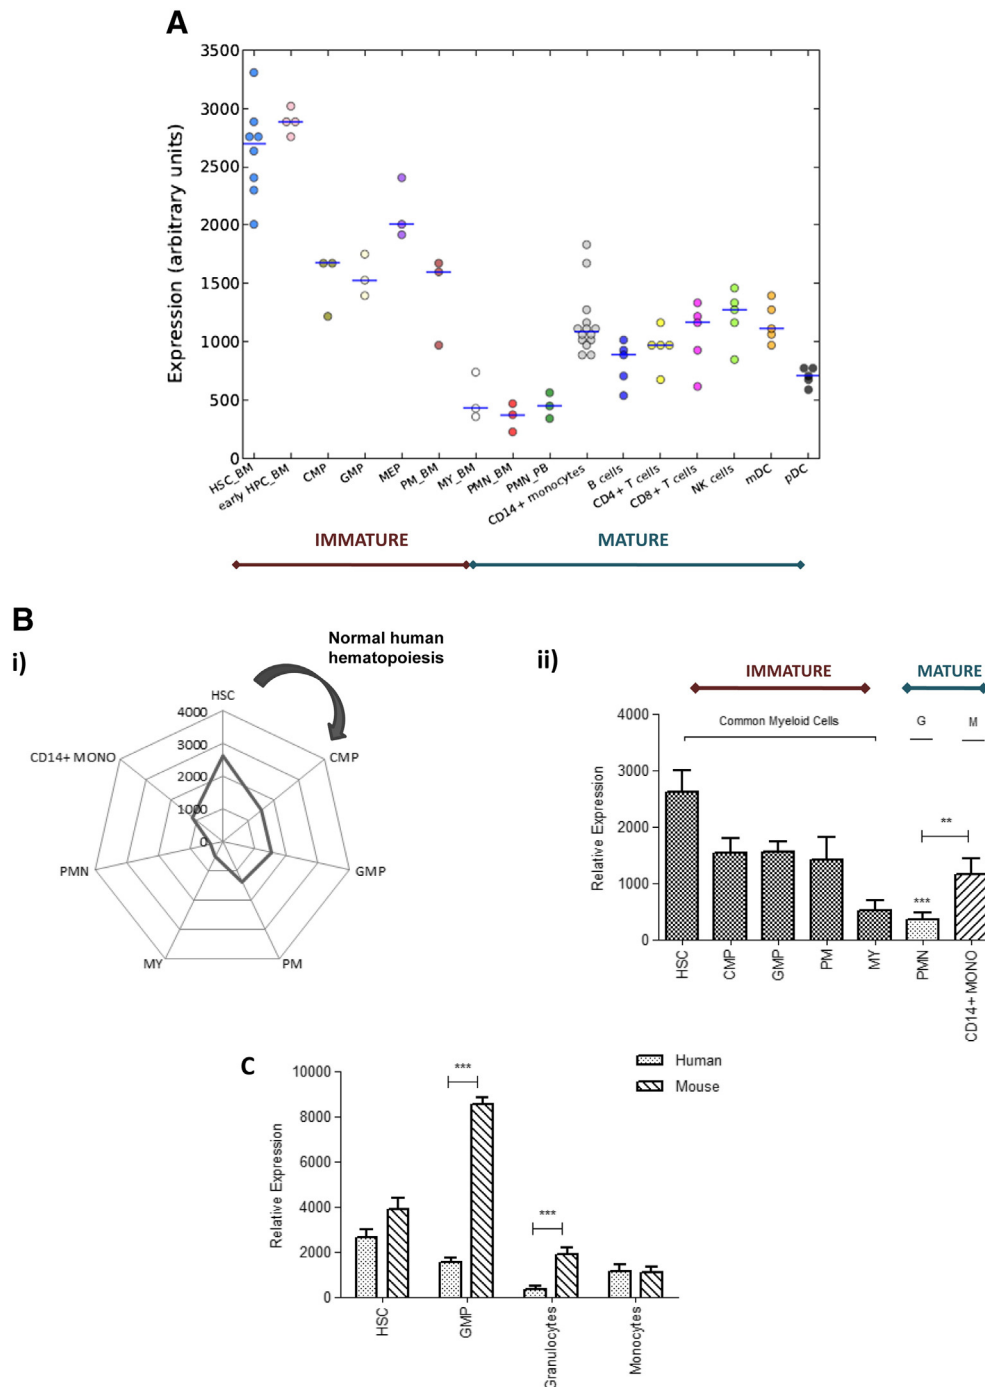 A
Expression (arbitrary units)
3500
3000
2500
2000
1500
1000
500
0
HSC_BM
early HPC_BM
CMP
GMP
MEP
PM_BM
MY_BM
PMN_BM
PMN_PB
CD14+ monocytes
B cells
CD4+ T cells
CD8+ T cells
NK cells
mDC
pDC
IMMATURE
MATURE
B
i)
Normal human
hematopoiesis
HSC
CMP
GMP
PM
MY
PMN
CD14+ MONO
4000
3000
2000
1000
0
ii)
IMMATURE
MATURE
Common Myeloid Cells
G
M
Relative Expression
4000
3000
2000
1000
0
**
***
HSC
CMP
GMP
PM
MY
PMN
CD14+ MONO
C
Human
Mouse
Relative Expression
10000
8000
6000
4000
2000
0
***
***
HSC
GMP
Granulocytes
Monocytes